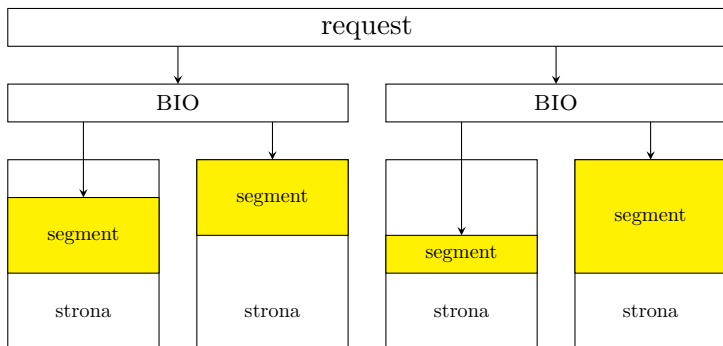 request
BIO
BIO
segment
segment
segment
segment
strona
strona
strona
strona